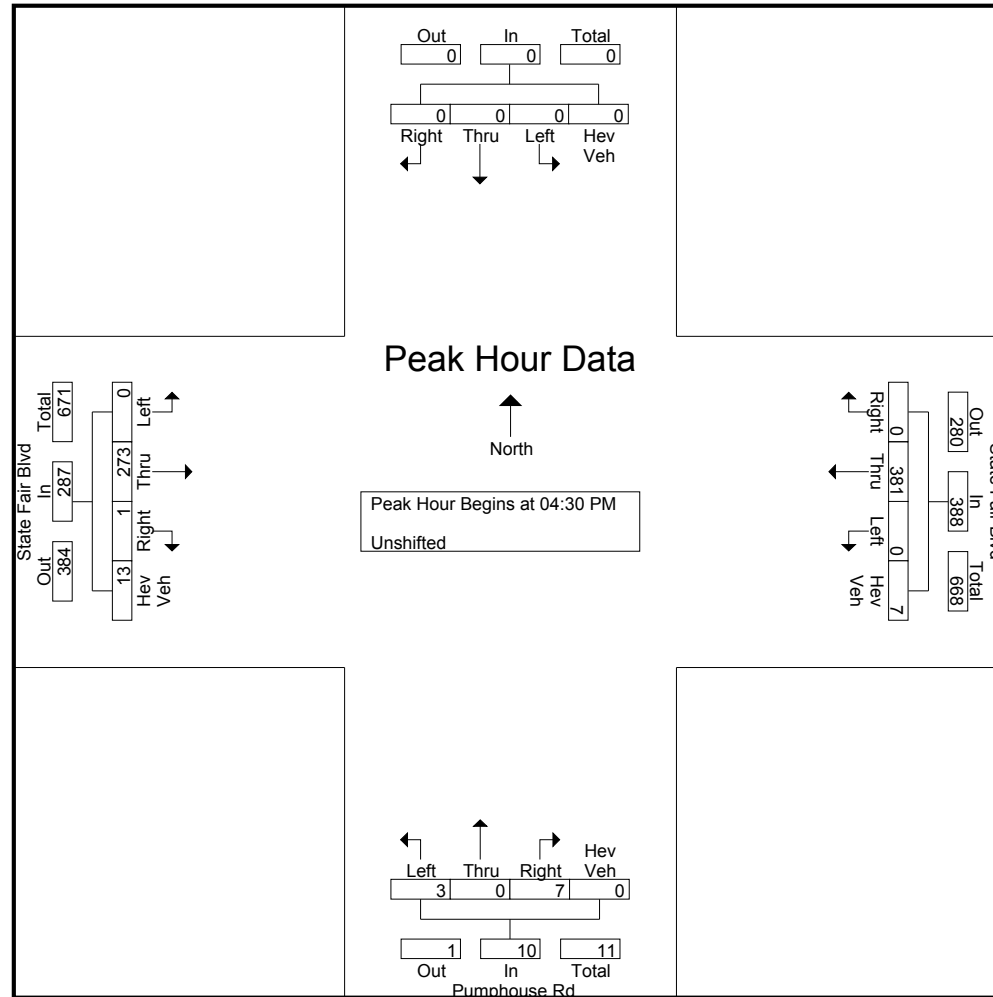 Out In Total
0 0 0
0 0 0 0
Right Thru Left Hev
Veh
Peak Hour Data
North
Peak Hour Begins at 04:30 PM
Unshifted
State Fair Blvd
Out In Total
384 287 671
0 273 1 13
Left Thru Right Hev
Veh
Out In Total
280 388 668
0 381 0 7
Right Thru Left Hev
Veh
Left Thru Right Hev
Veh
3 0 7 0
1 10 11
Out In Total
Pumphouse Rd